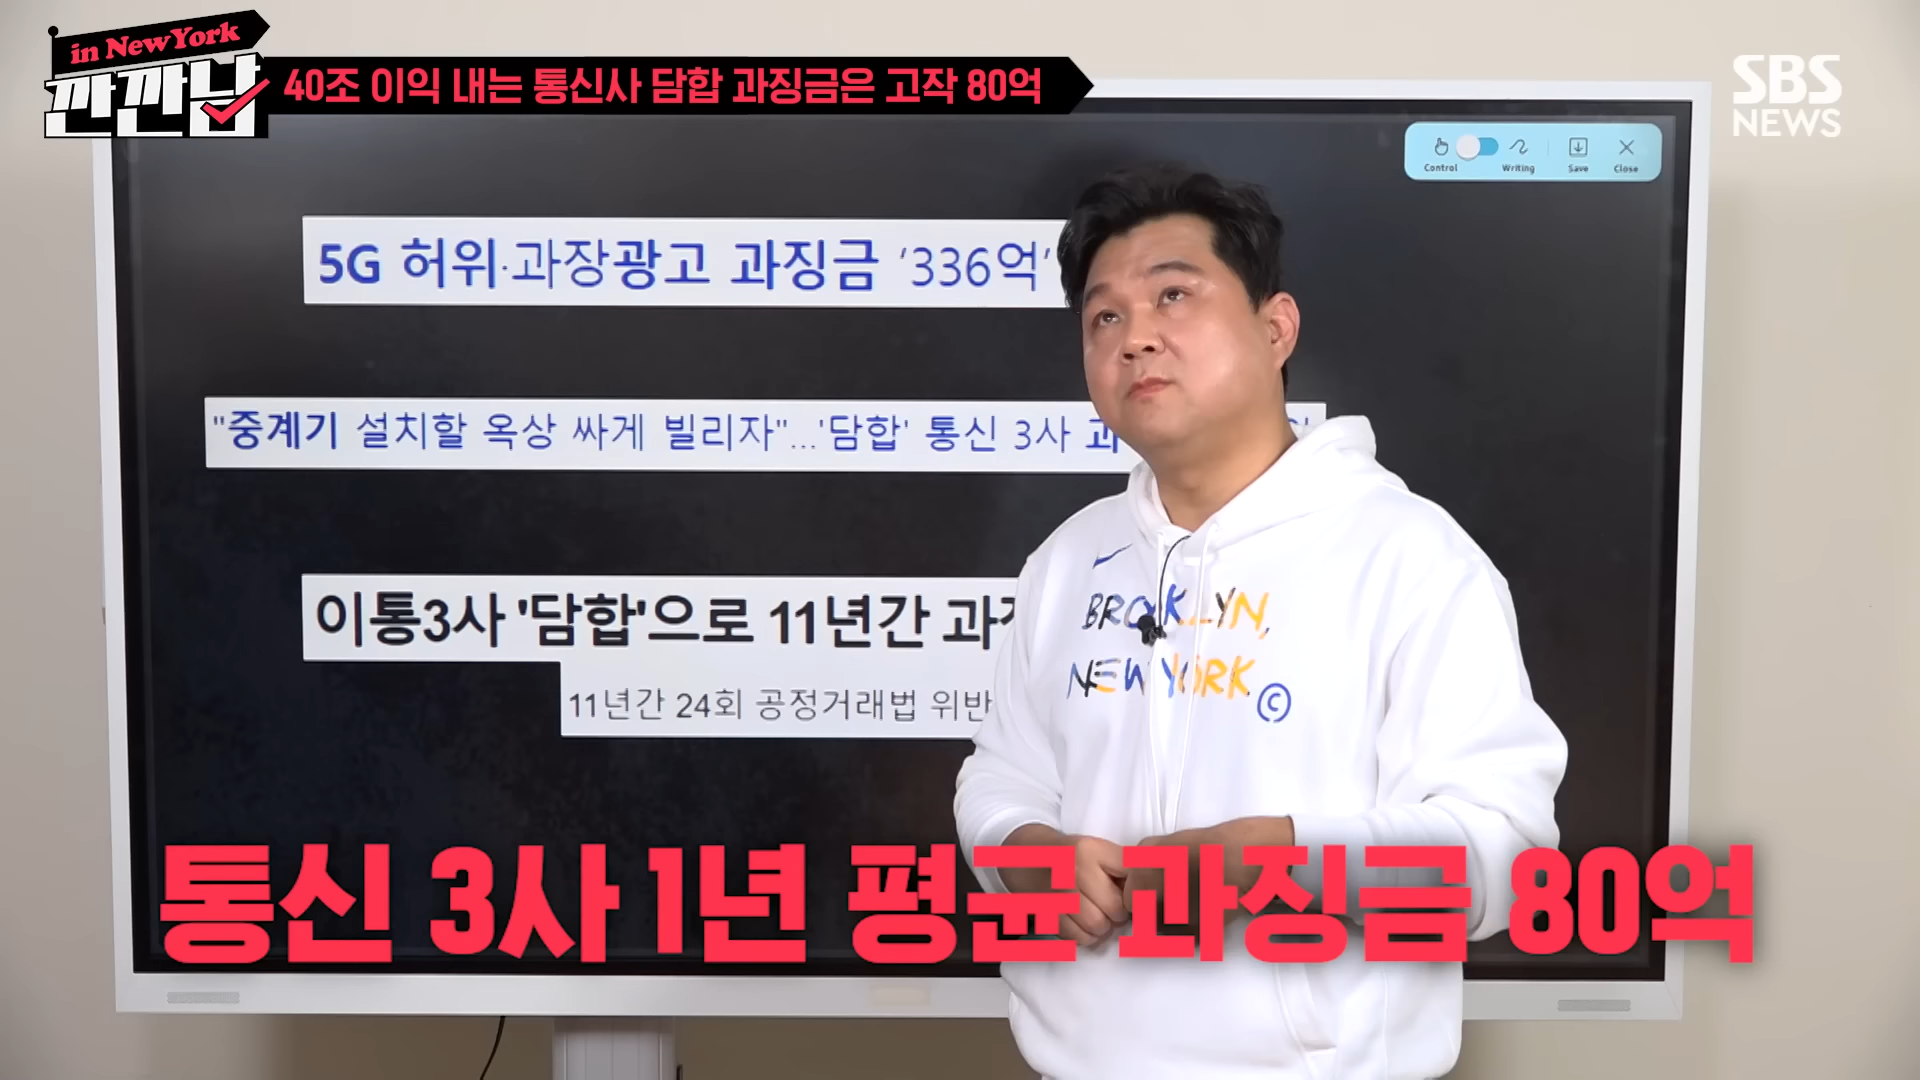 in NewYork
깐깐남
40조 이익 내는 통신사 담합 과징금은 고작 80억
SBS
NEWS
Control
Writing
Save
Close
5G 허위·과장광고 과징금 '336억'
"중계기 설치할 옥상 싸게 빌리자"...'담합' 통신 3사
이통3사 '담합'으로 11년간
11년간 24회 공정거래법 위반
BROOKLYN,
NEW YORK ©
통신 3사 1년 평균 과징금 80억